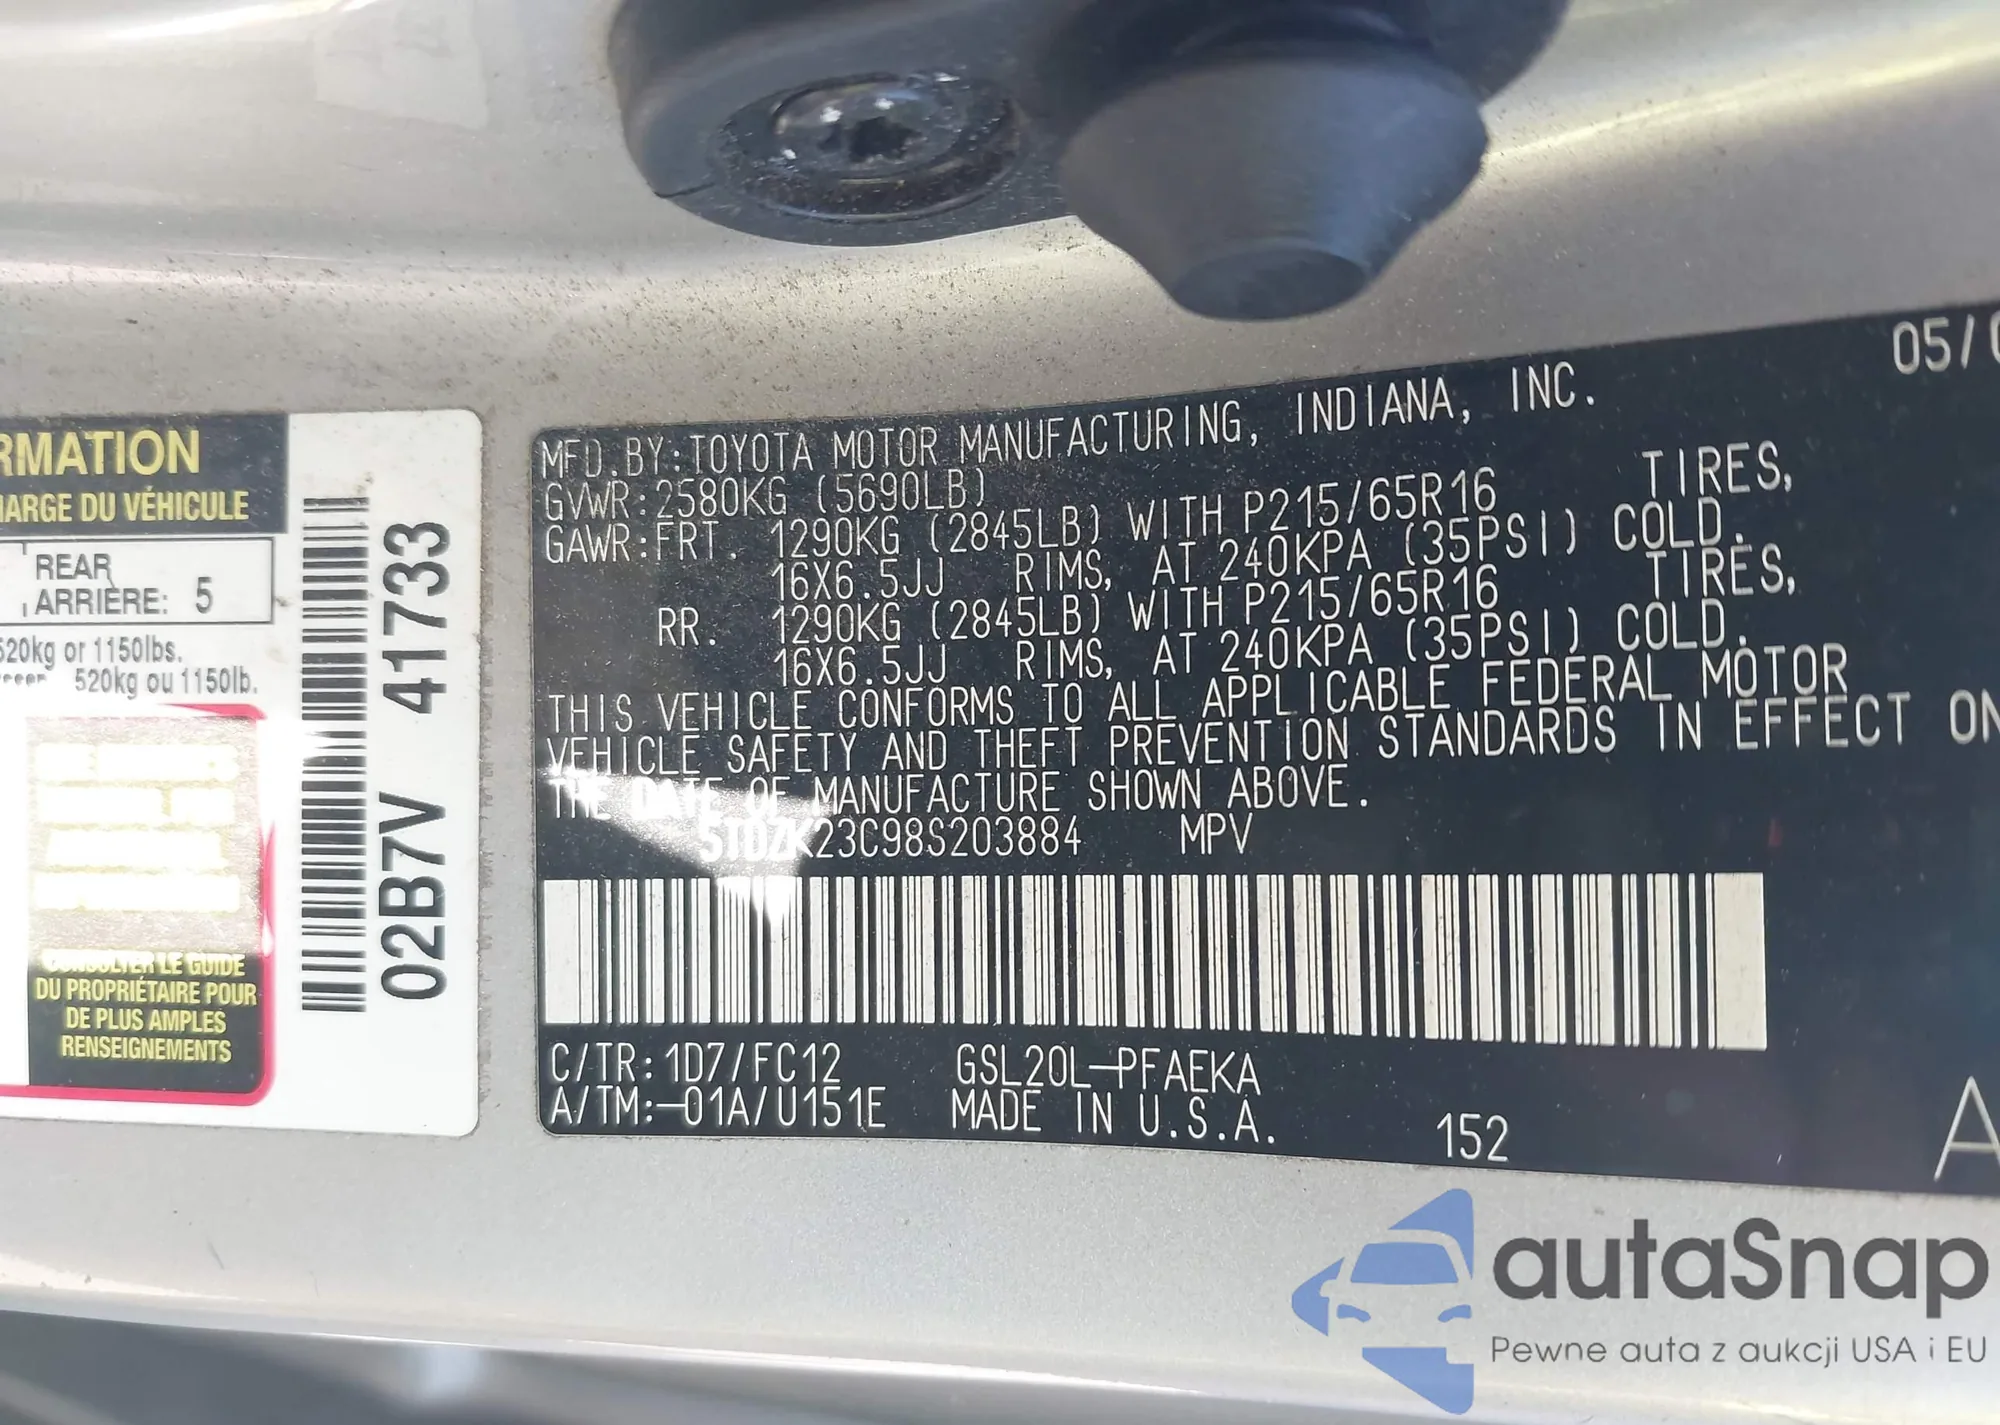 RMATION
HARGE DU VÉHICULE
REAR
ARRIÈRE: 5
520kg or 1150lbs.
520kg ou 1150lb.
CONSULTER LE GUIDE
DU PROPRIÉTAIRE POUR
DE PLUS AMPLES
RENSEIGNEMENTS
02B7V 41733
05/0
MFD.BY:TOYOTA MOTOR MANUFACTURING, INDIANA, INC.
GVWR:2580KG (5690LB)
GAWR:FRT. 1290KG (2845LB) WITH P215/65R16 TIRES,
16X6.5JJ RIMS, AT 240KPA (35PSI) COLD.
RR. 1290KG (2845LB) WITH P215/65R16 TIRES,
16X6.5JJ RIMS, AT 240KPA (35PSI) COLD.
THIS VEHICLE CONFORMS TO ALL APPLICABLE FEDERAL MOTOR
VEHICLE SAFETY AND THEFT PREVENTION STANDARDS IN EFFECT ON
THE DATE OF MANUFACTURE SHOWN ABOVE.
5TDZK23C98S203884 MPV
C/TR:1D7/FC12 GSL20L-PFAEKA
A/TM:-01A/U151E MADE IN U.S.A. 152
A
autaSnap
Pewne auta z aukcji USA i EU